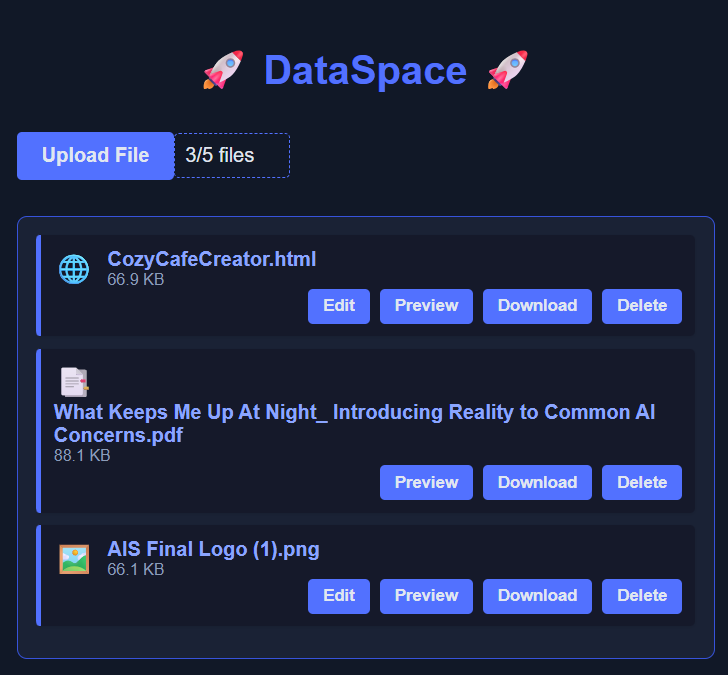 DataSpace
Upload File 3/5 files
CozyCafeCreator.html
66.9 KB
Edit Preview Download Delete
What Keeps Me Up At Night_ Introducing Reality to Common AI
Concerns.pdf
88.1 KB
Preview Download Delete
AIS Final Logo (1).png
66.1 KB
Edit Preview Download Delete